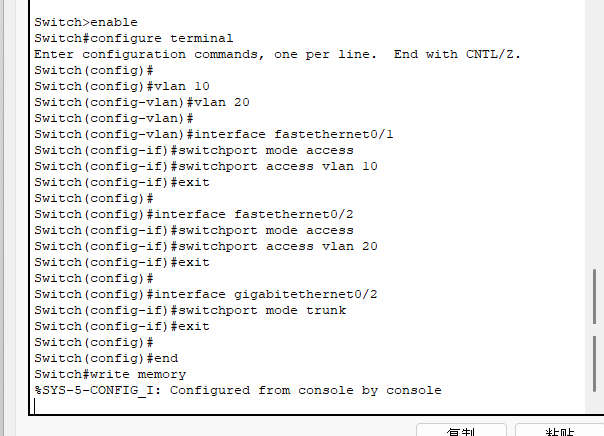 Switch>enable
Switch#configure terminal
Enter configuration commands, one per line.  End with CNTL/Z.
Switch(config)#
Switch(config)#vlan 10
Switch(config-vlan)#vlan 20
Switch(config-vlan)#
Switch(config-vlan)#interface fastethernet0/1
Switch(config-if)#switchport mode access
Switch(config-if)#switchport access vlan 10
Switch(config-if)#exit
Switch(config)#
Switch(config)#interface fastethernet0/2
Switch(config-if)#switchport mode access
Switch(config-if)#switchport access vlan 20
Switch(config-if)#exit
Switch(config)#
Switch(config)#interface gigabitethernet0/2
Switch(config-if)#switchport mode trunk
Switch(config-if)#exit
Switch(config)#
Switch(config)#end
Switch#write memory
%SYS-5-CONFIG_I: Configured from console by console
复制 粘贴